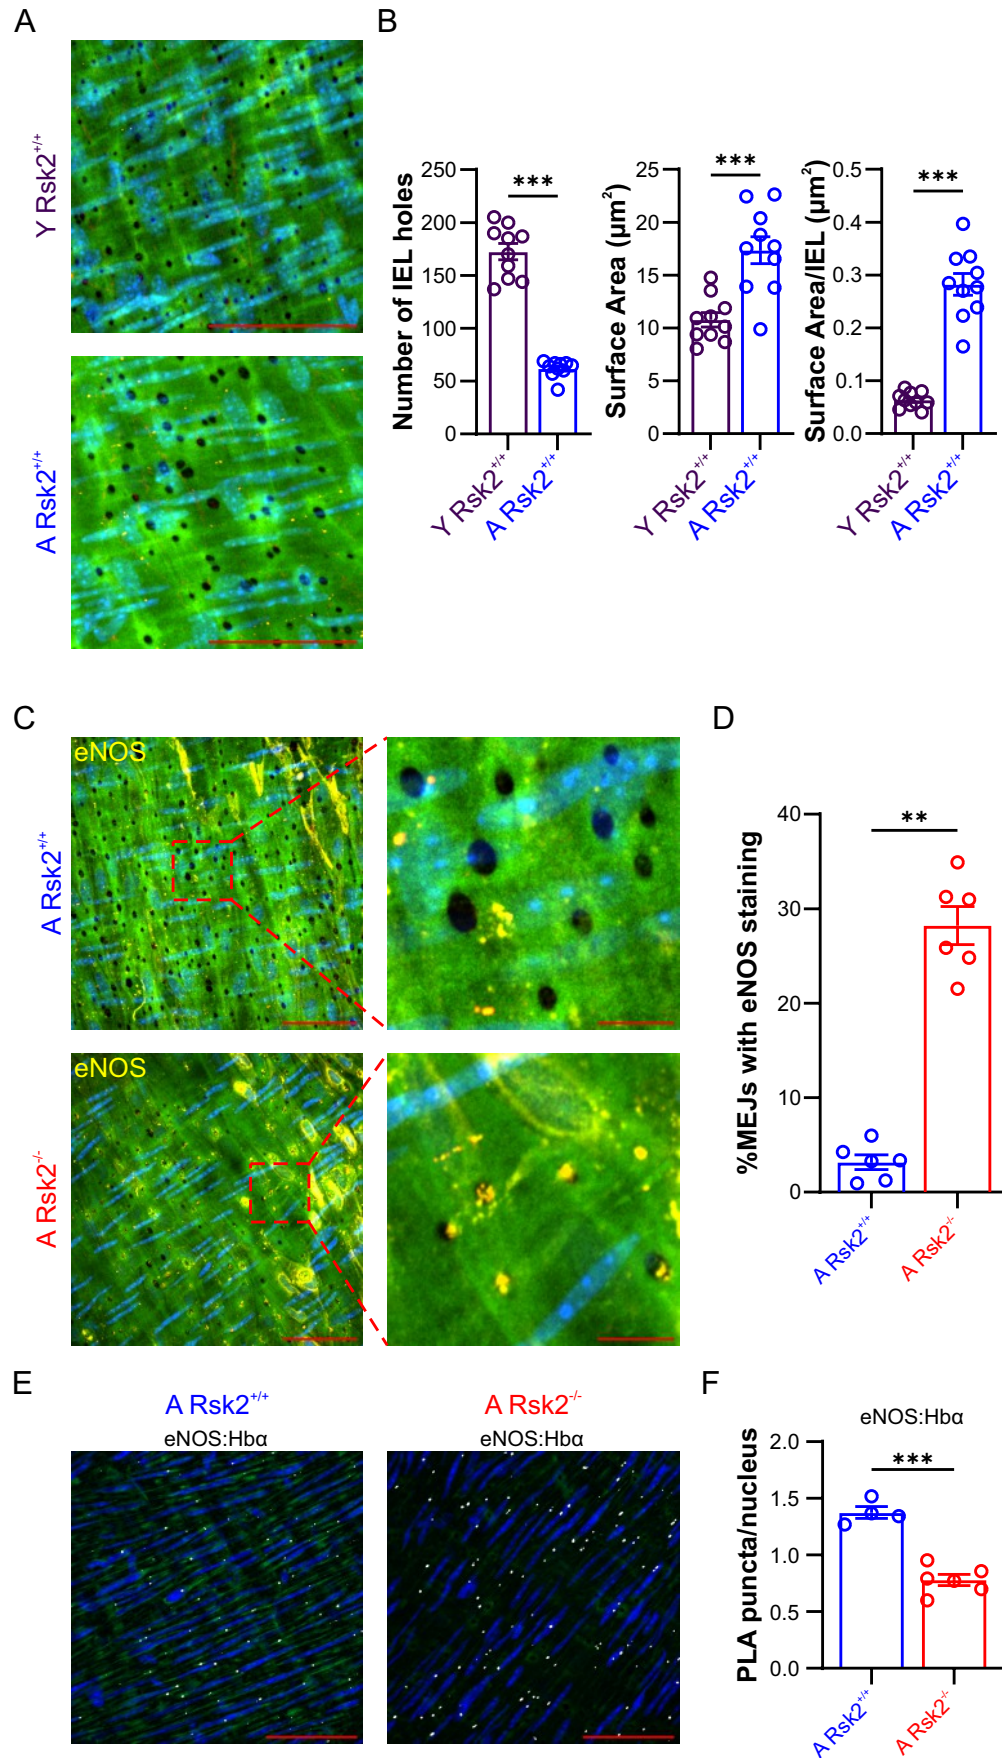 A
Y Rsk2+/+
A Rsk2+/+
B
Number of IEL holes
250
200
150
100
50
0
***
Y Rsk2+/+
A Rsk2+/+
Surface Area (µm²)
25
20
15
10
5
0
***
Y Rsk2+/+
A Rsk2+/+
Surface Area/IEL (µm²)
0.5
0.4
0.3
0.2
0.1
0.0
***
Y Rsk2+/+
A Rsk2+/+
C
A Rsk2+/+
eNOS
A Rsk2-/-
eNOS
D
%MEJs with eNOS staining
40
30
20
10
0
**
A Rsk2+/+
A Rsk2-/-
E
A Rsk2+/+
eNOS:Hbα
A Rsk2-/-
eNOS:Hbα
F
eNOS:Hbα
PLA puncta/nucleus
2.0
1.5
1.0
0.5
0.0
***
A Rsk2+/+
A Rsk2-/-